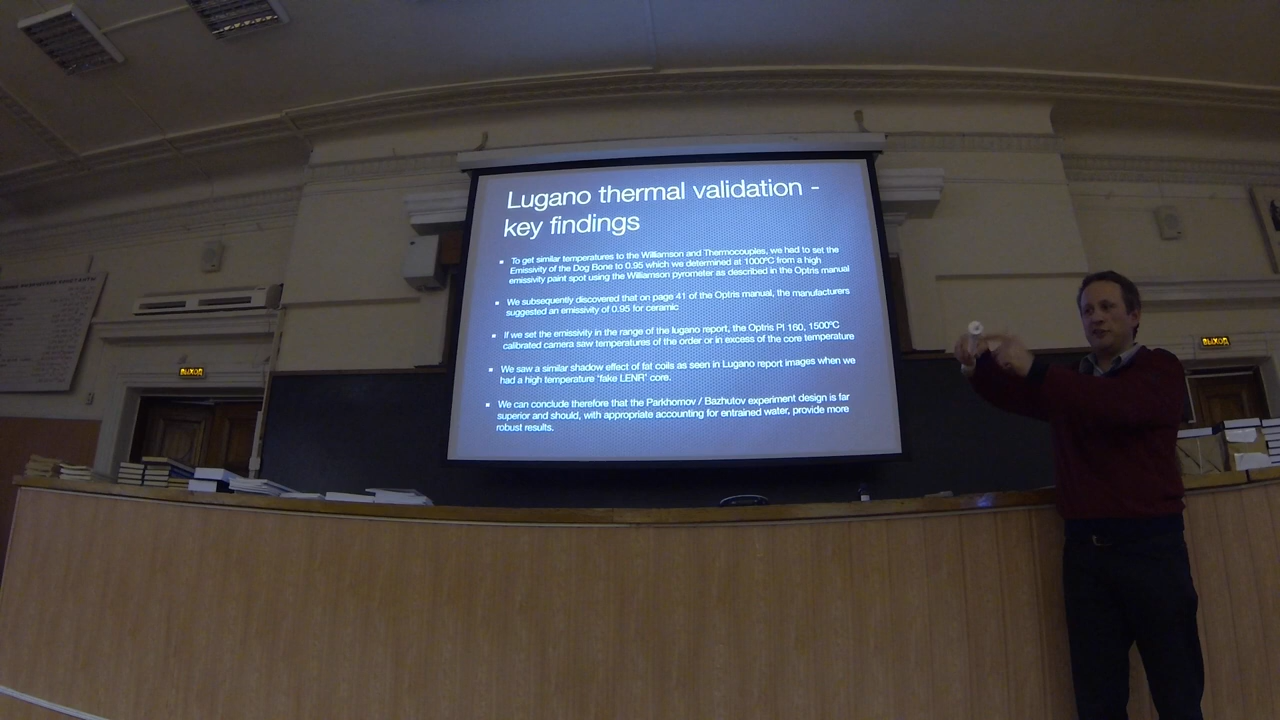 Lugano thermal validation -
key findings
To get similar temperatures to the Williamson and Thermocouples, we had to set the
Emissivity of the Dog Bone to 0.95 which we determined at 1000ºC from a high
emissivity paint spot using the Williamson pyrometer as described in the Optris manual
We subsequently discovered that on page 41 of the Optris manual, the manufacturers
suggested an emissivity of 0.95 for ceramic
If we set the emissivity in the range of the lugano report, the Optris PI 160, 1500ºC
calibrated camera saw temperatures of the order or in excess of the core temperature
We saw a similar shadow effect of fat coils as seen in Lugano report images when we
had a high temperature 'fake LENR' core.
We can conclude therefore that the Parkhomov / Bazhutov experiment design is far
superior and should, with appropriate accounting for entrained water, provide more
robust results.
ВЫХОД
ВЫХОД